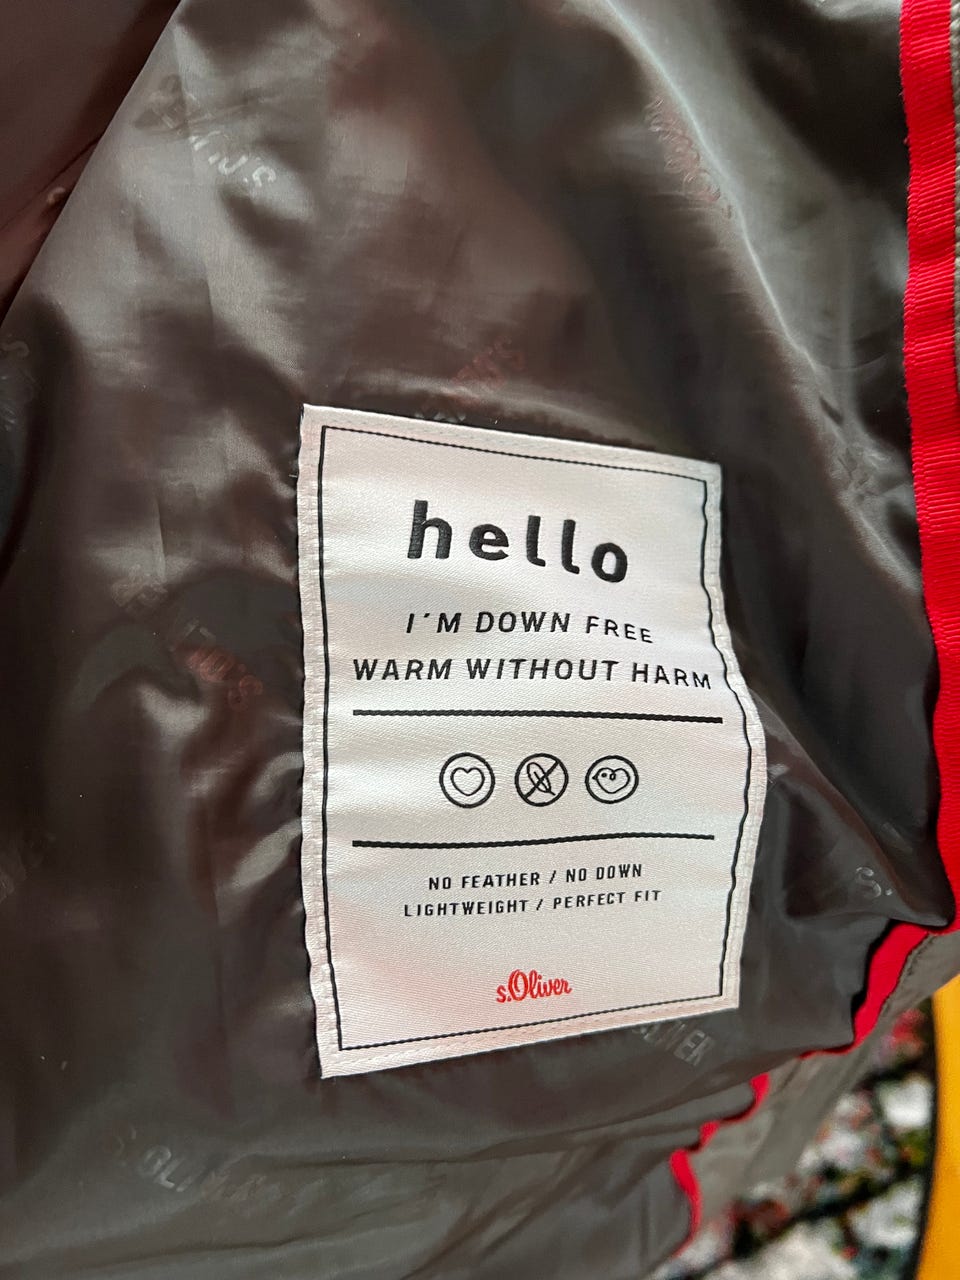 hello
I´M DOWN FREE
WARM WITHOUT HARM
NO FEATHER / NO DOWN
LIGHTWEIGHT / PERFECT FIT
s.Oliver